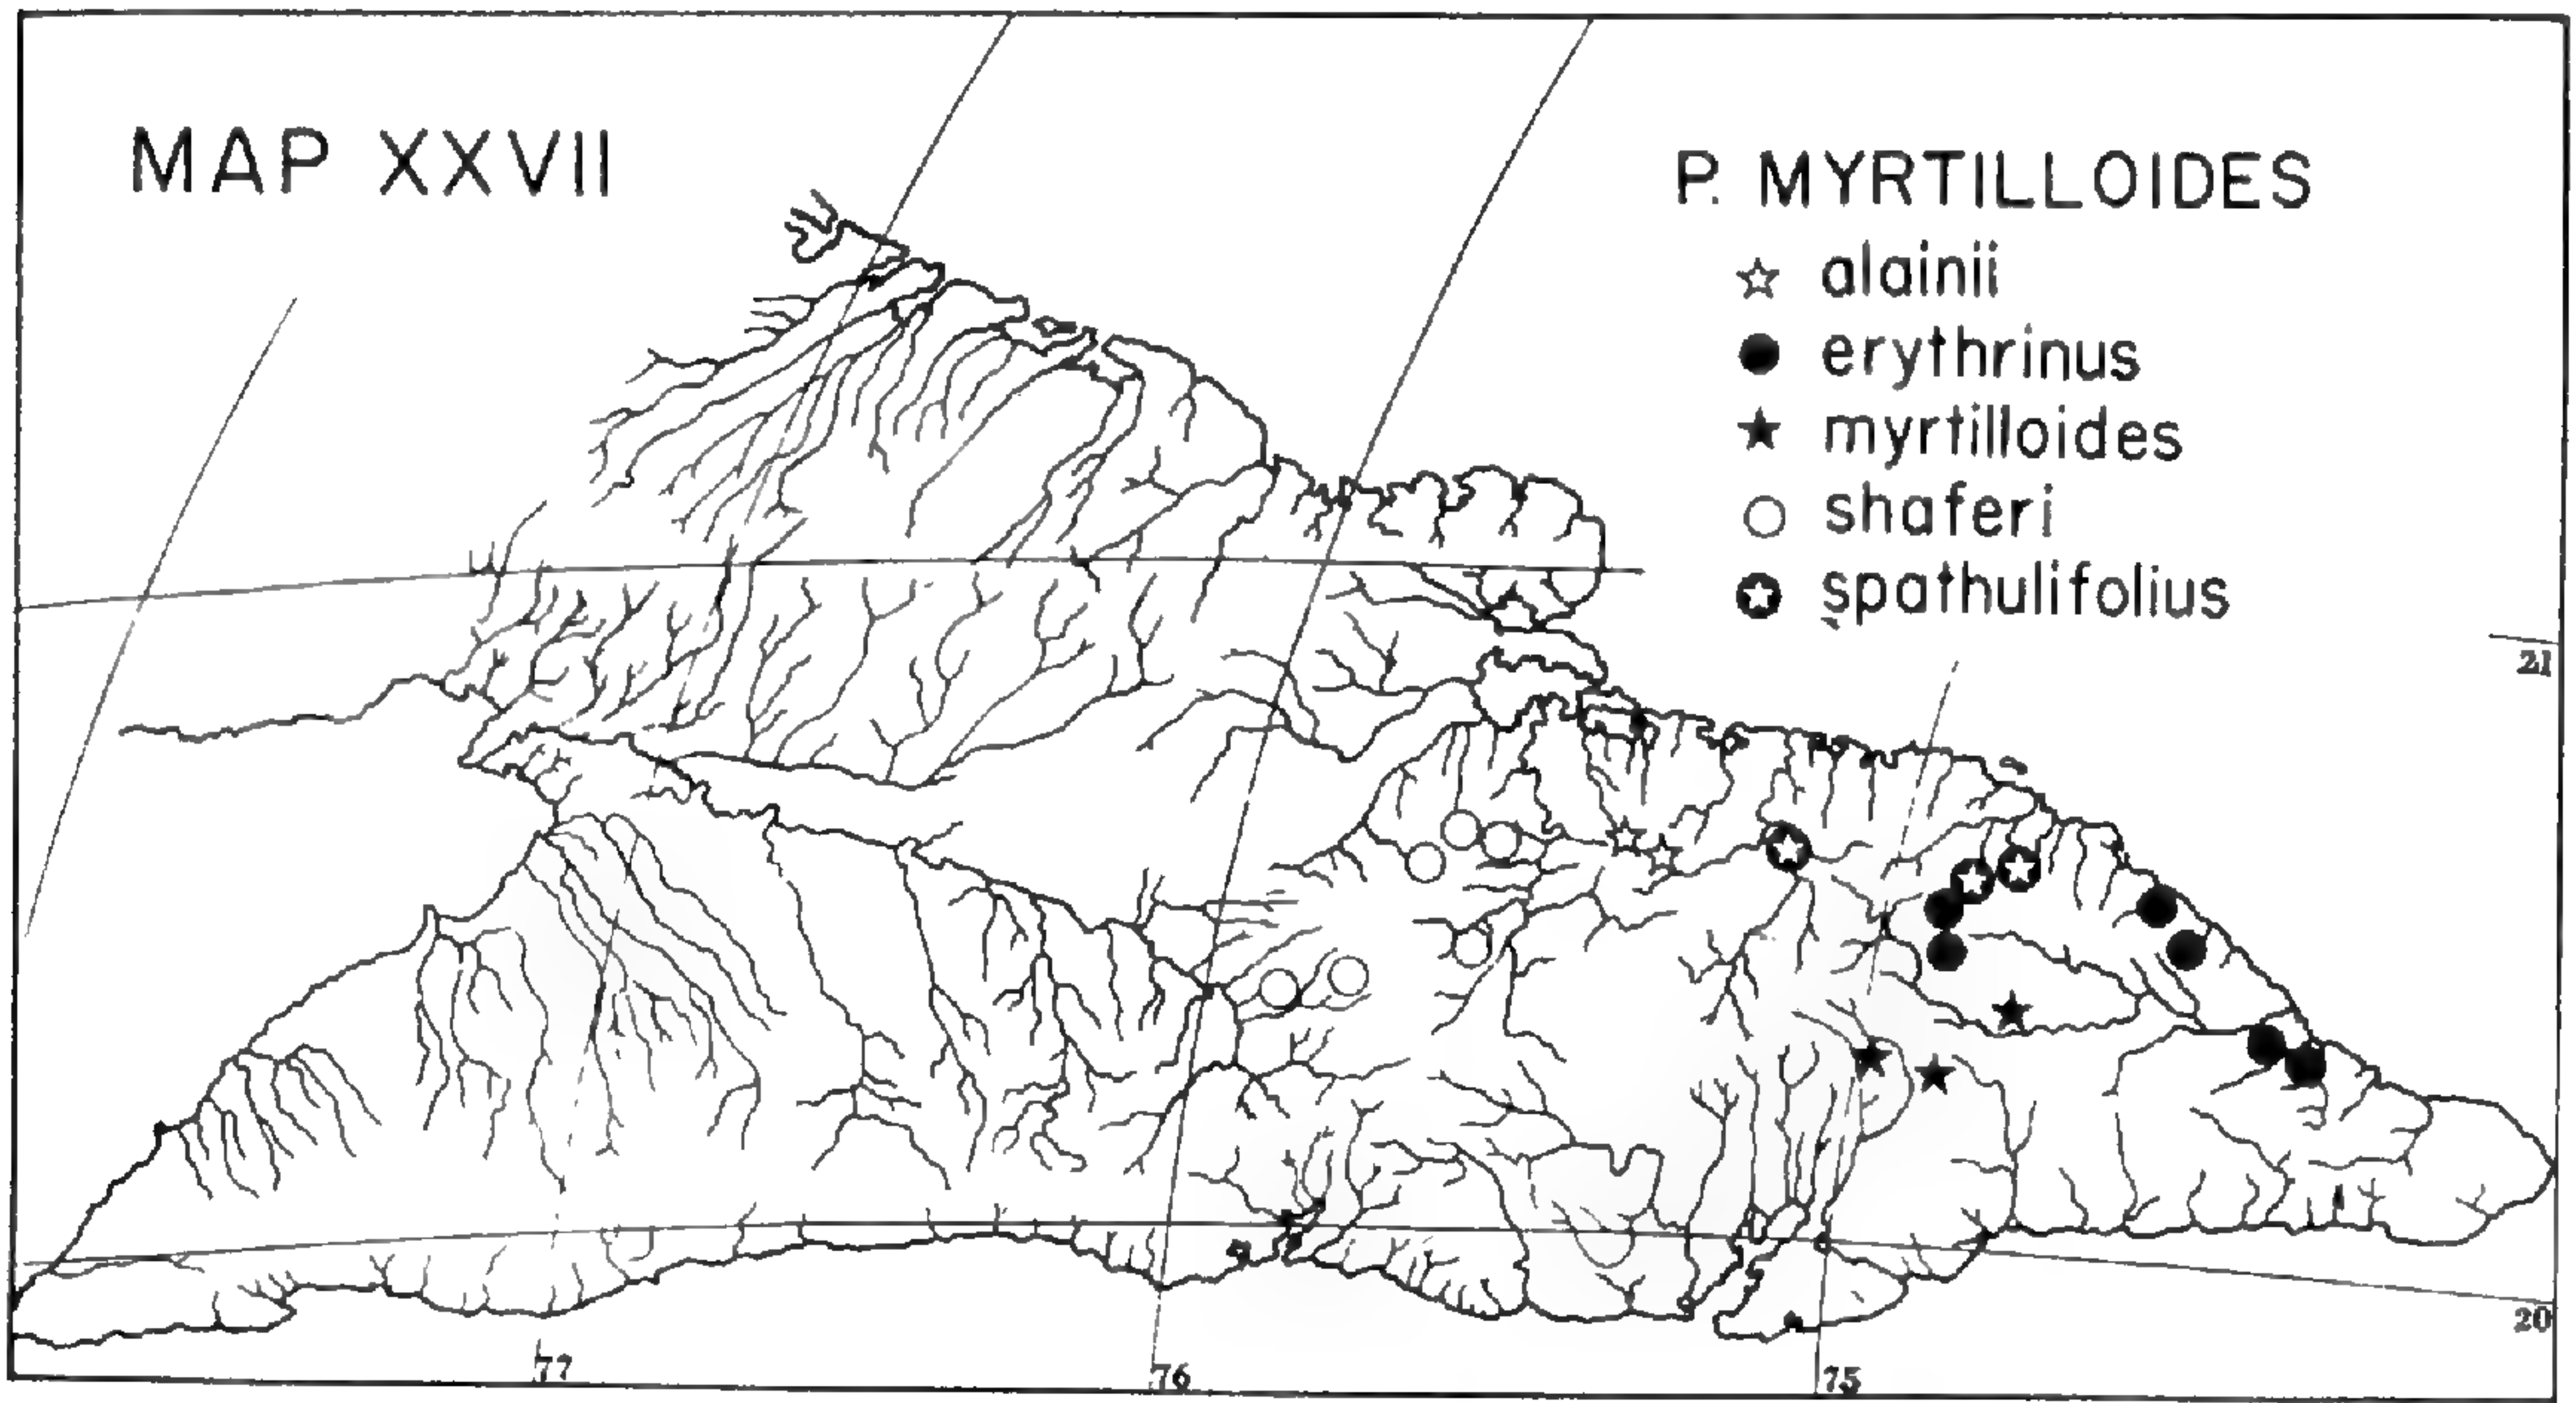 MAP XXVII
P. MYRTILLOIDES
alainii
erythrinus
myrtilloides
shaferi
spathulifolius
21
20
77
76
75